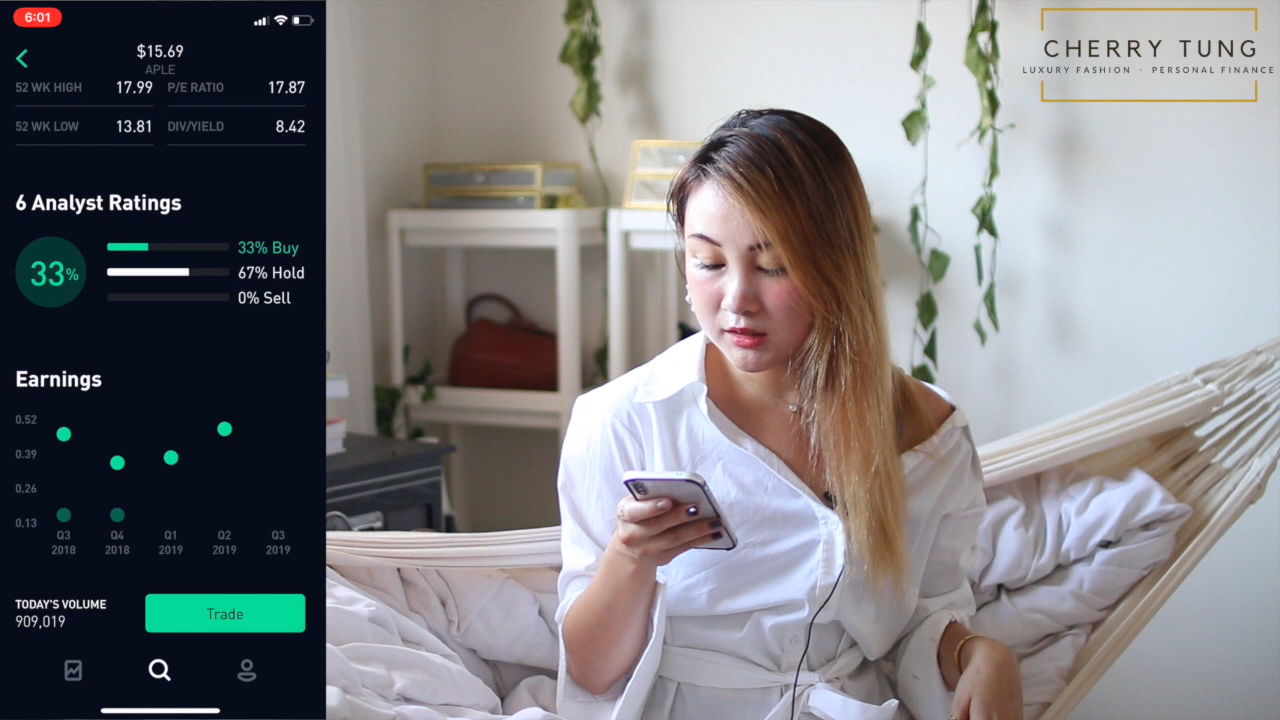 6:01
$15.69
APLE
52 WK HIGH 17.99 P/E RATIO 17.87
52 WK LOW 13.81 DIV/YIELD 8.42
6 Analyst Ratings
33%
33% Buy
67% Hold
0% Sell
Earnings
0.52
0.39
0.26
0.13
Q3 Q4 Q1 Q2 Q3
2018 2018 2019 2019 2019
TODAY'S VOLUME
909,019
Trade
CHERRY TUNG
LUXURY FASHION · PERSONAL FINANCE